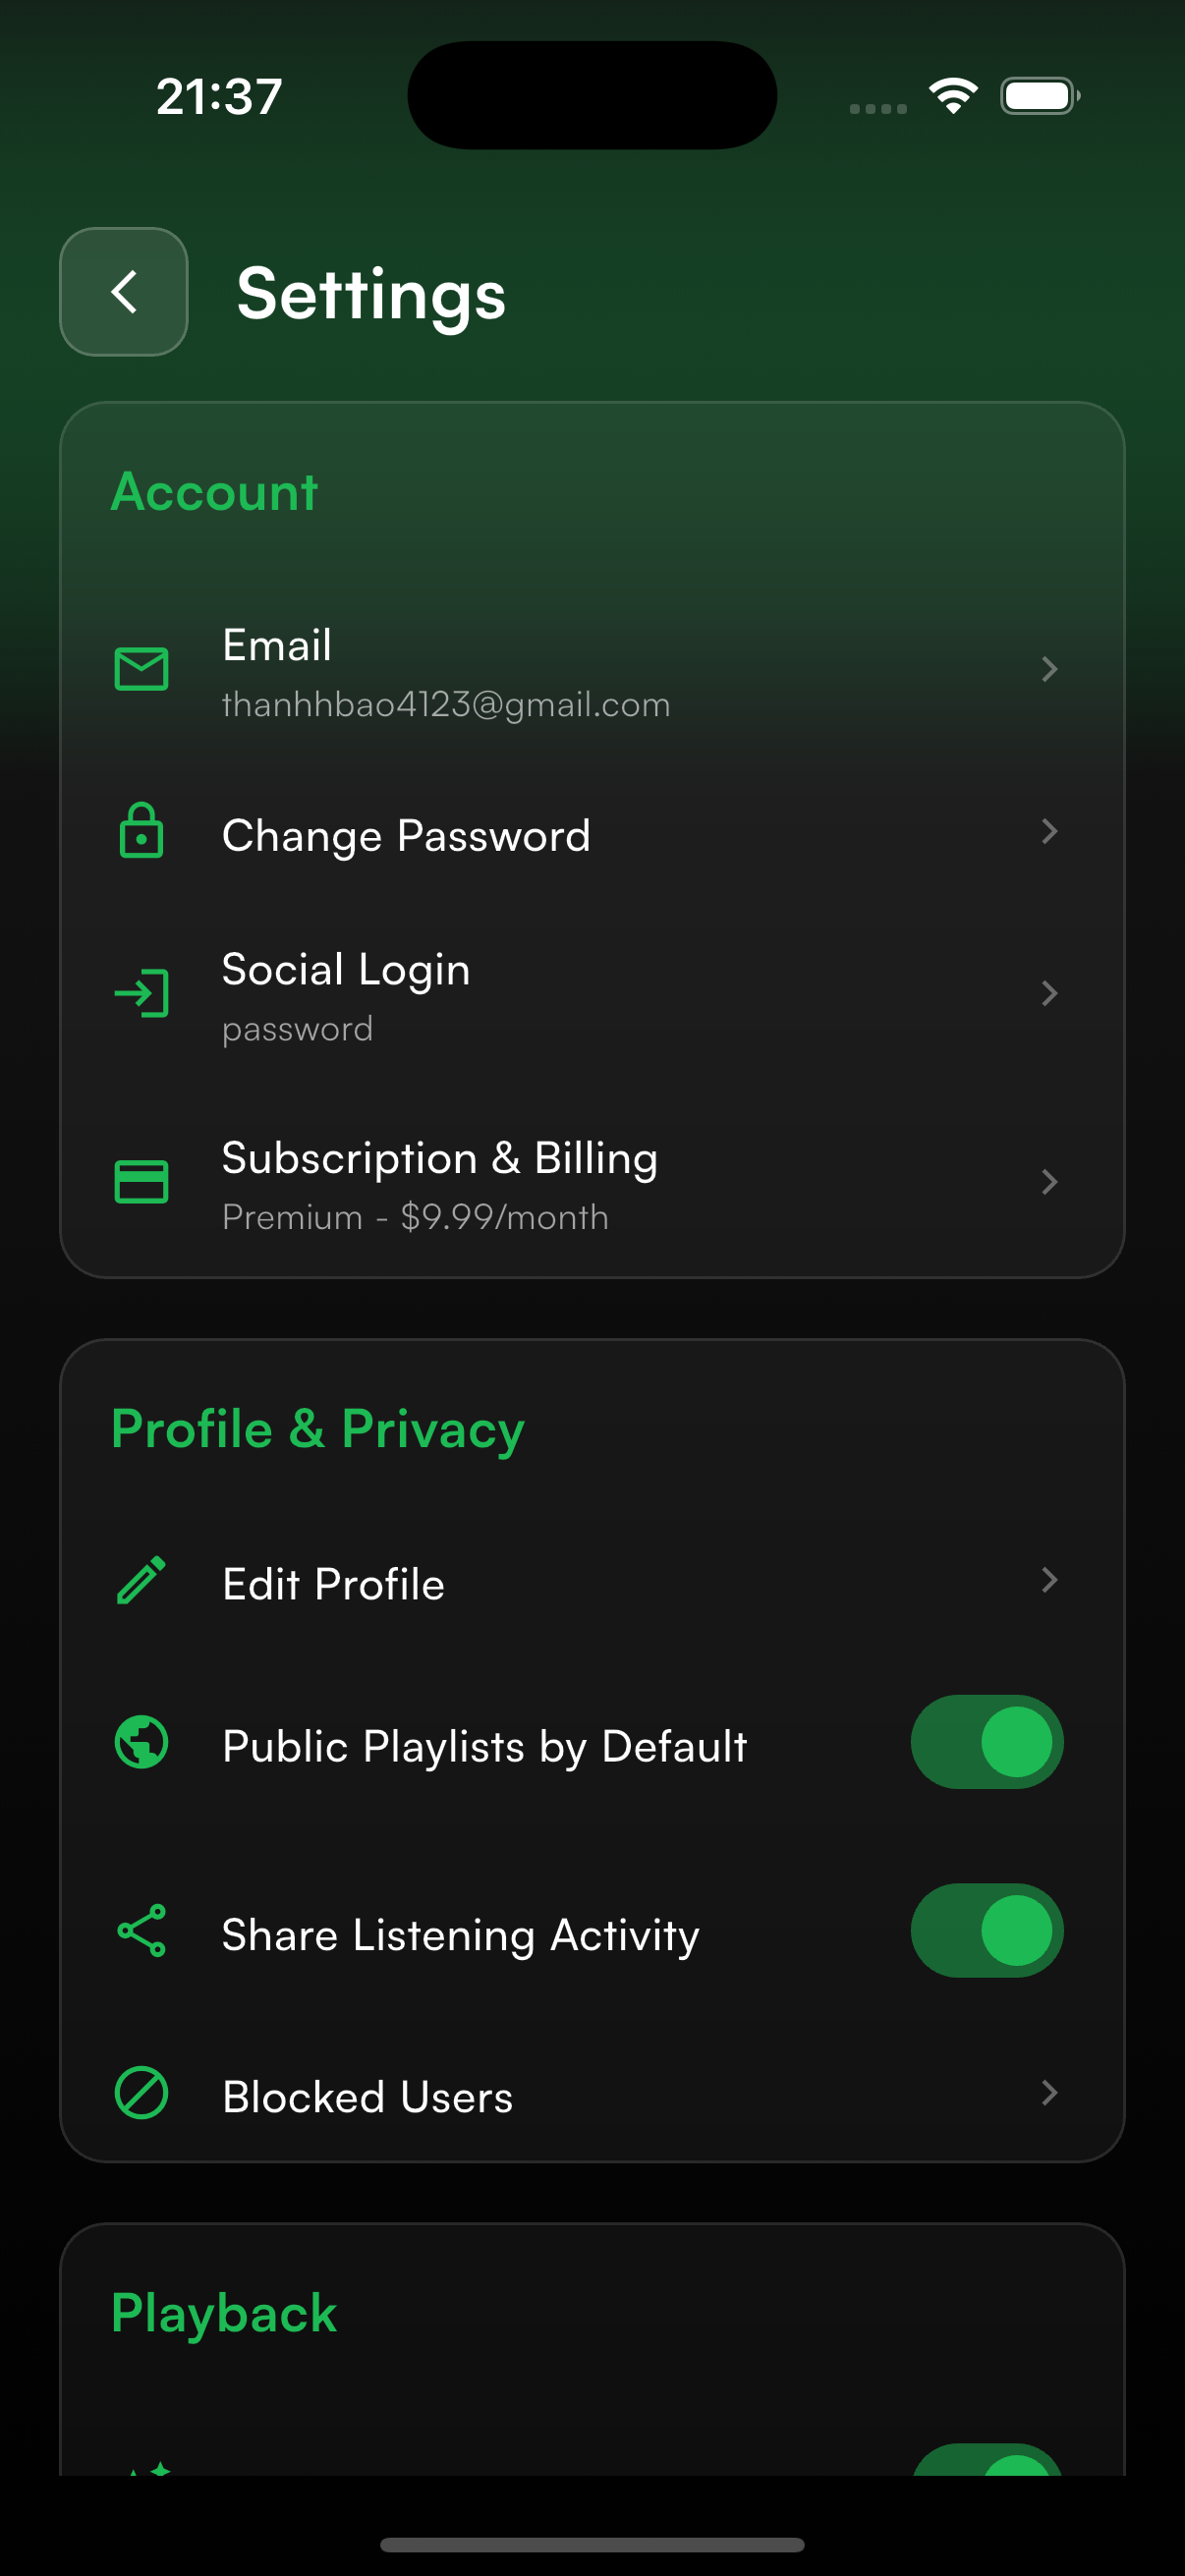 21:37
Settings
Account
Email
thanhhbao4123@gmail.com
Change Password
Social Login
password
Subscription & Billing
Premium - $9.99/month
Profile & Privacy
Edit Profile
Public Playlists by Default
Share Listening Activity
Blocked Users
Playback